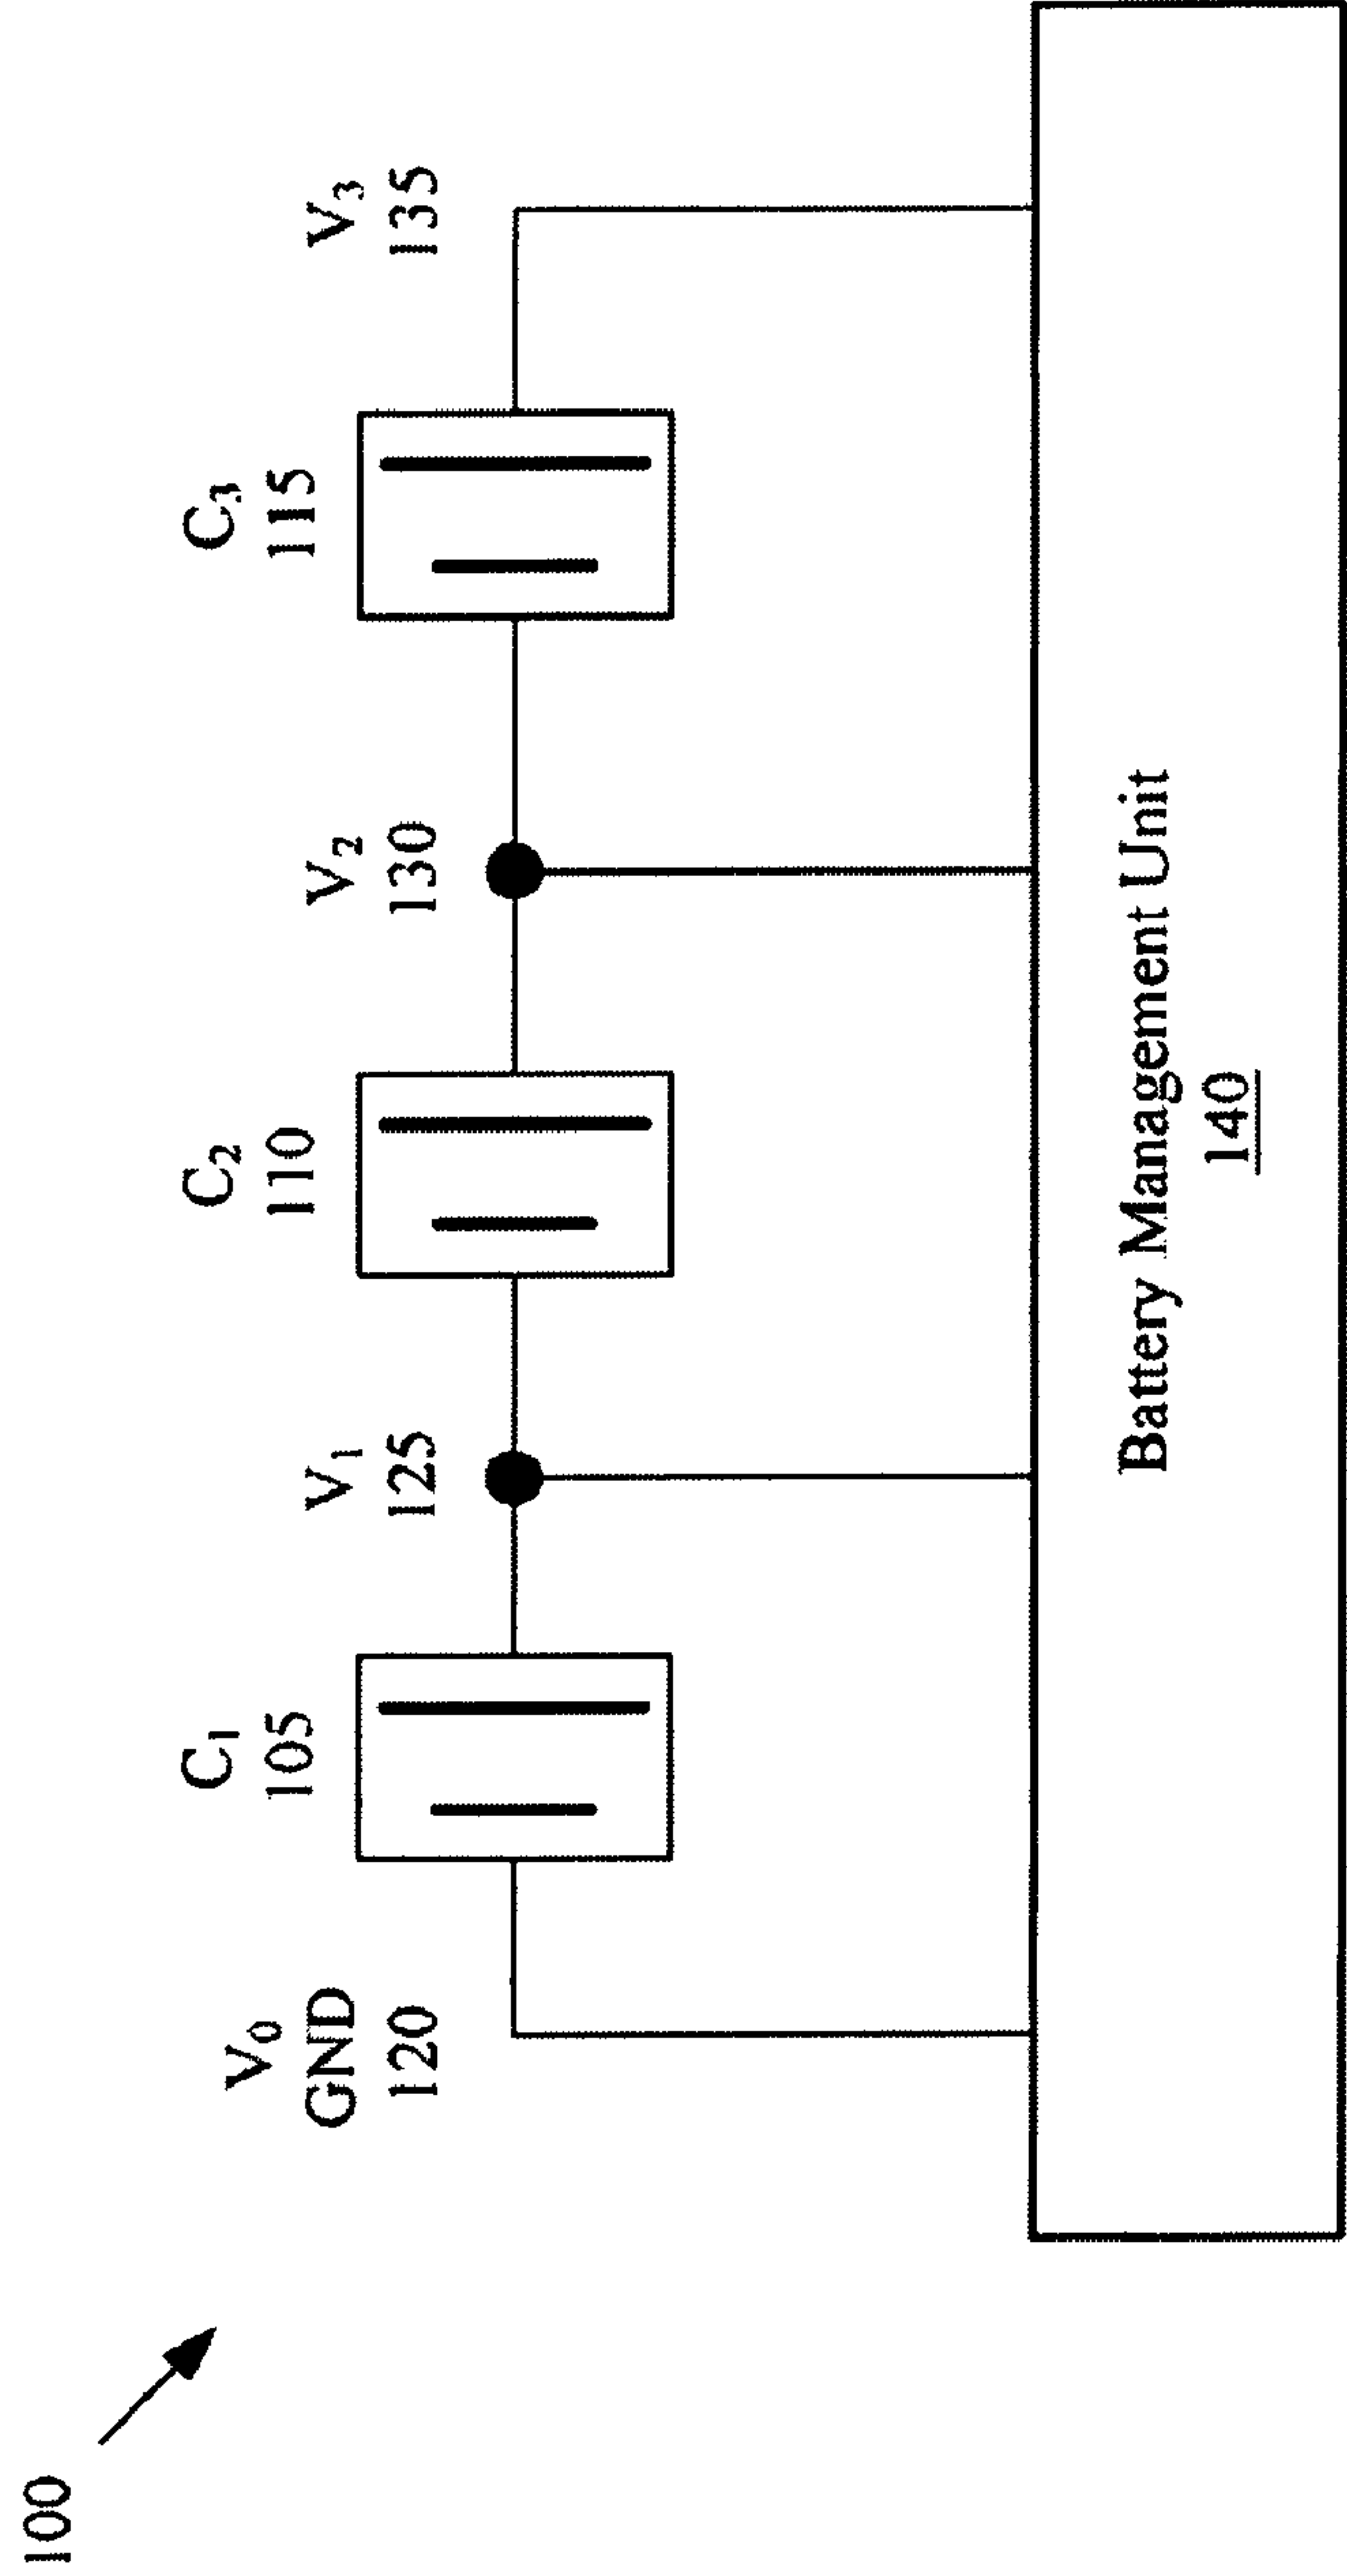 100
V₀
GND
120
C₁
105
V₁
125
C₂
110
V₂
130
C₃
115
V₃
135
Battery Management Unit
140